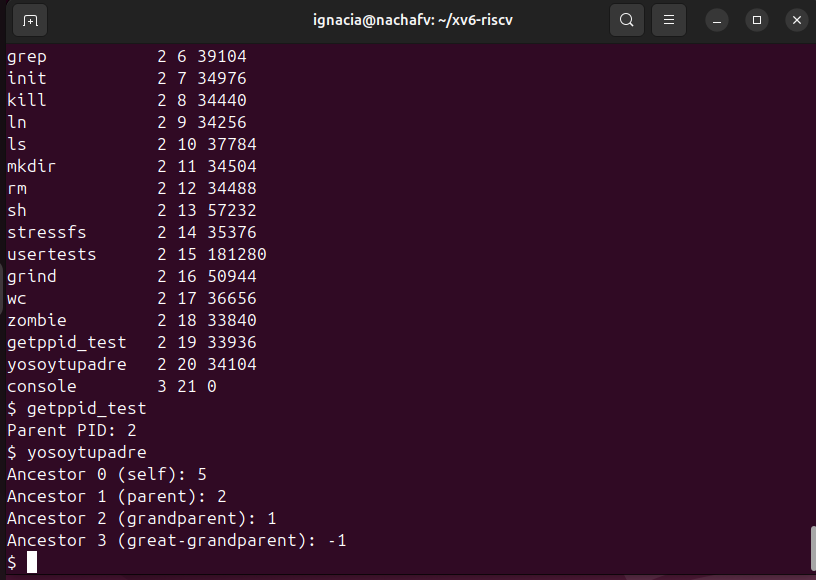 ignacia@nachafv: ~/xv6-riscv
grep 2 6 39104
init 2 7 34976
kill 2 8 34440
ln 2 9 34256
ls 2 10 37784
mkdir 2 11 34504
rm 2 12 34488
sh 2 13 57232
stressfs 2 14 35376
usertests 2 15 181280
grind 2 16 50944
wc 2 17 36656
zombie 2 18 33840
getppid_test 2 19 33936
yosoytupadre 2 20 34104
console 3 21 0
$ getppid_test
Parent PID: 2
$ yosoytupadre
Ancestor 0 (self): 5
Ancestor 1 (parent): 2
Ancestor 2 (grandparent): 1
Ancestor 3 (great-grandparent): -1
$